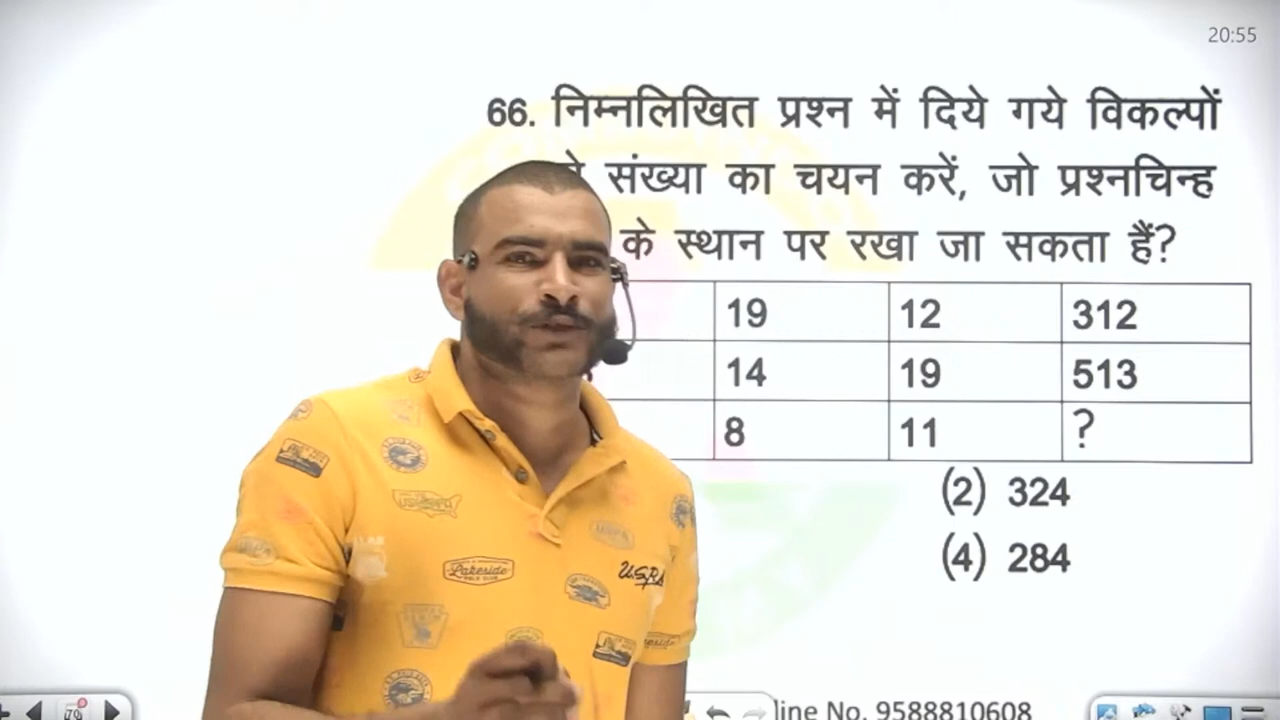 20:55
66. निम्नलिखित प्रश्न में दिये गये विकल्पों
संख्या का चयन करें, जो प्रश्नचिन्ह
के स्थान पर रखा जा सकता हैं?
19 12 312
14 19 513
8 11 ?
(2) 324
(4) 284
Lakeside
line No. 9588810608